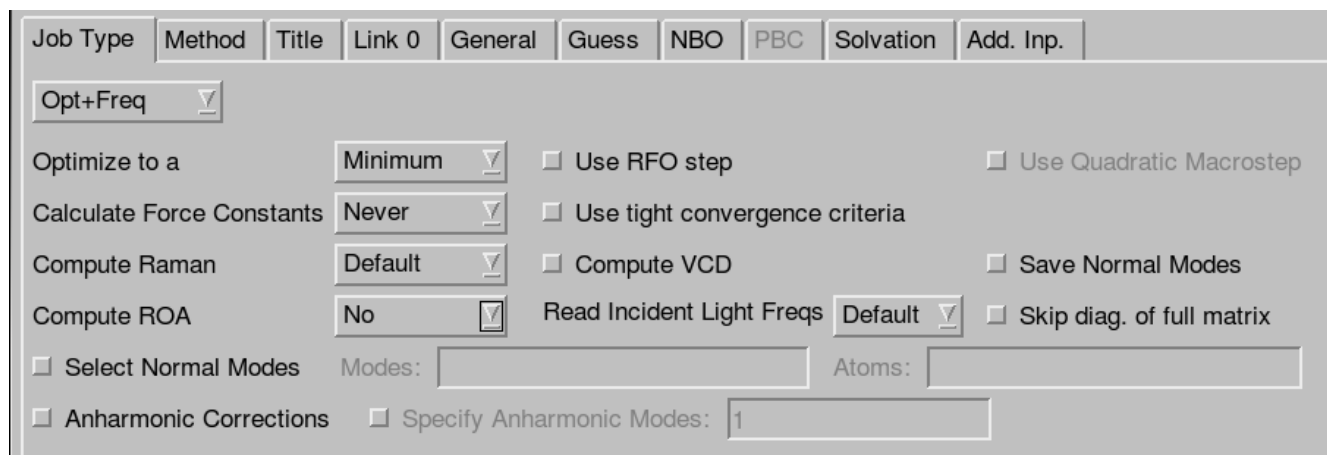 Job Type Method Title Link 0 General Guess NBO PBC Solvation Add. Inp.
Opt+Freq
Optimize to a Minimum Use RFO step Use Quadratic Macrostep
Calculate Force Constants Never Use tight convergence criteria
Compute Raman Default Compute VCD Save Normal Modes
Compute ROA No Read Incident Light Freqs Default Skip diag. of full matrix
Select Normal Modes Modes: Atoms:
Anharmonic Corrections Specify Anharmonic Modes: 1